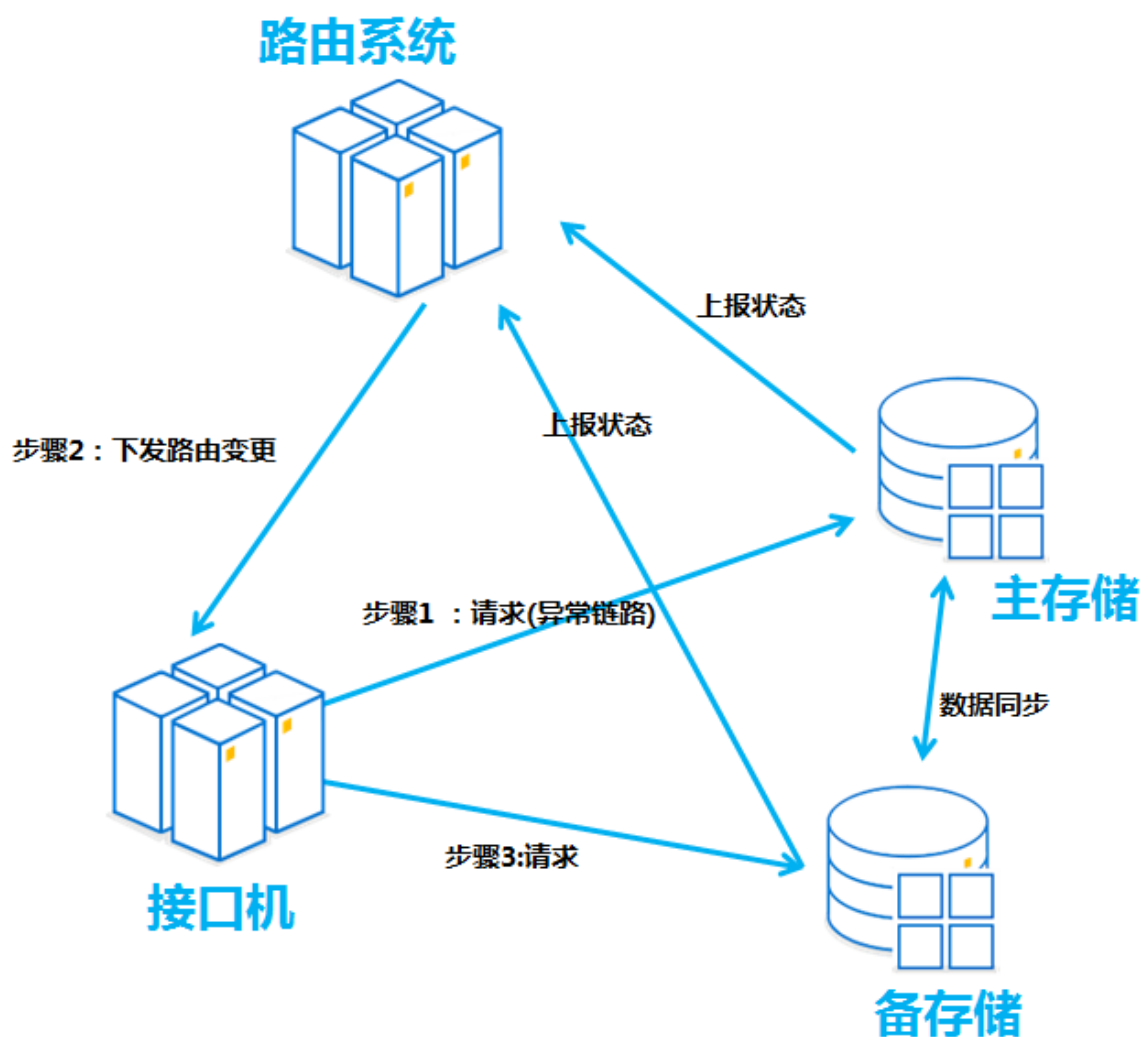 路由系统
上报状态
上报状态
步骤2：下发路由变更
步骤1 ：请求(异常链路)
主存储
数据同步
步骤3:请求
接口机
备存储